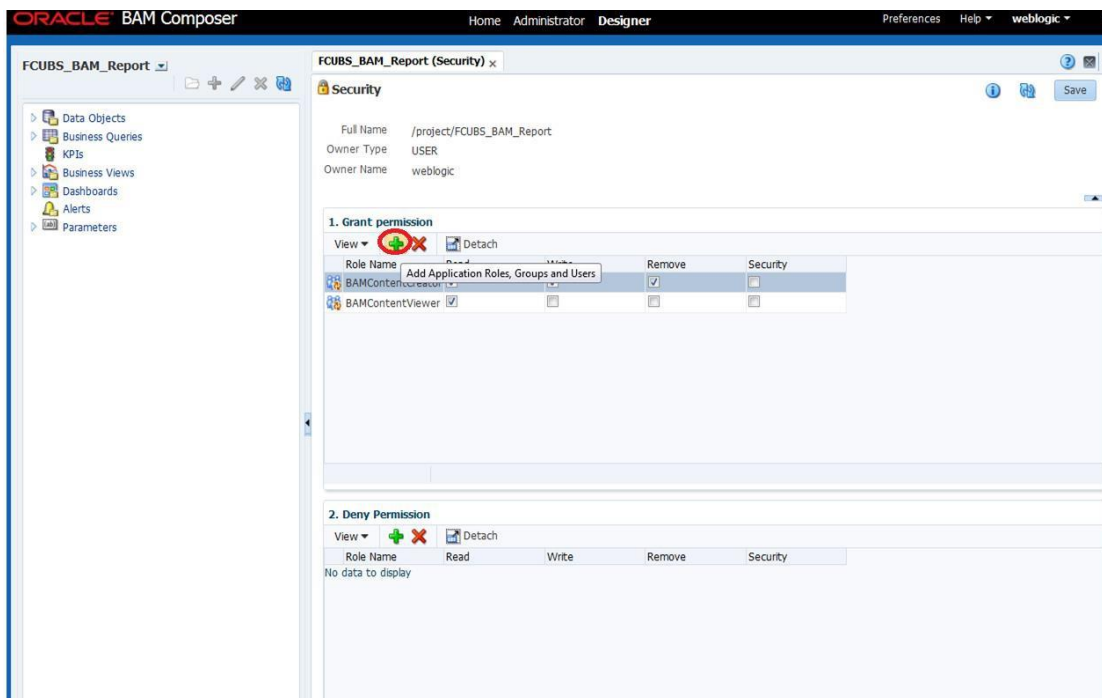 ORACLE BAM Composer Home Administrator Designer Preferences Help weblogic
FCUBS_BAM_Report
Data Objects
Business Queries
KPIs
Business Views
Dashboards
Alerts
Parameters
FCUBS_BAM_Report (Security) x
Security Save
Full Name /project/FCUBS_BAM_Report
Owner Type USER
Owner Name weblogic
1. Grant permission
View Detach
Role Name Remove Security
Add Application Roles, Groups and Users
BAMContentCreator
BAMContentViewer
2. Deny Permission
View Detach
Role Name Read Write Remove Security
No data to display